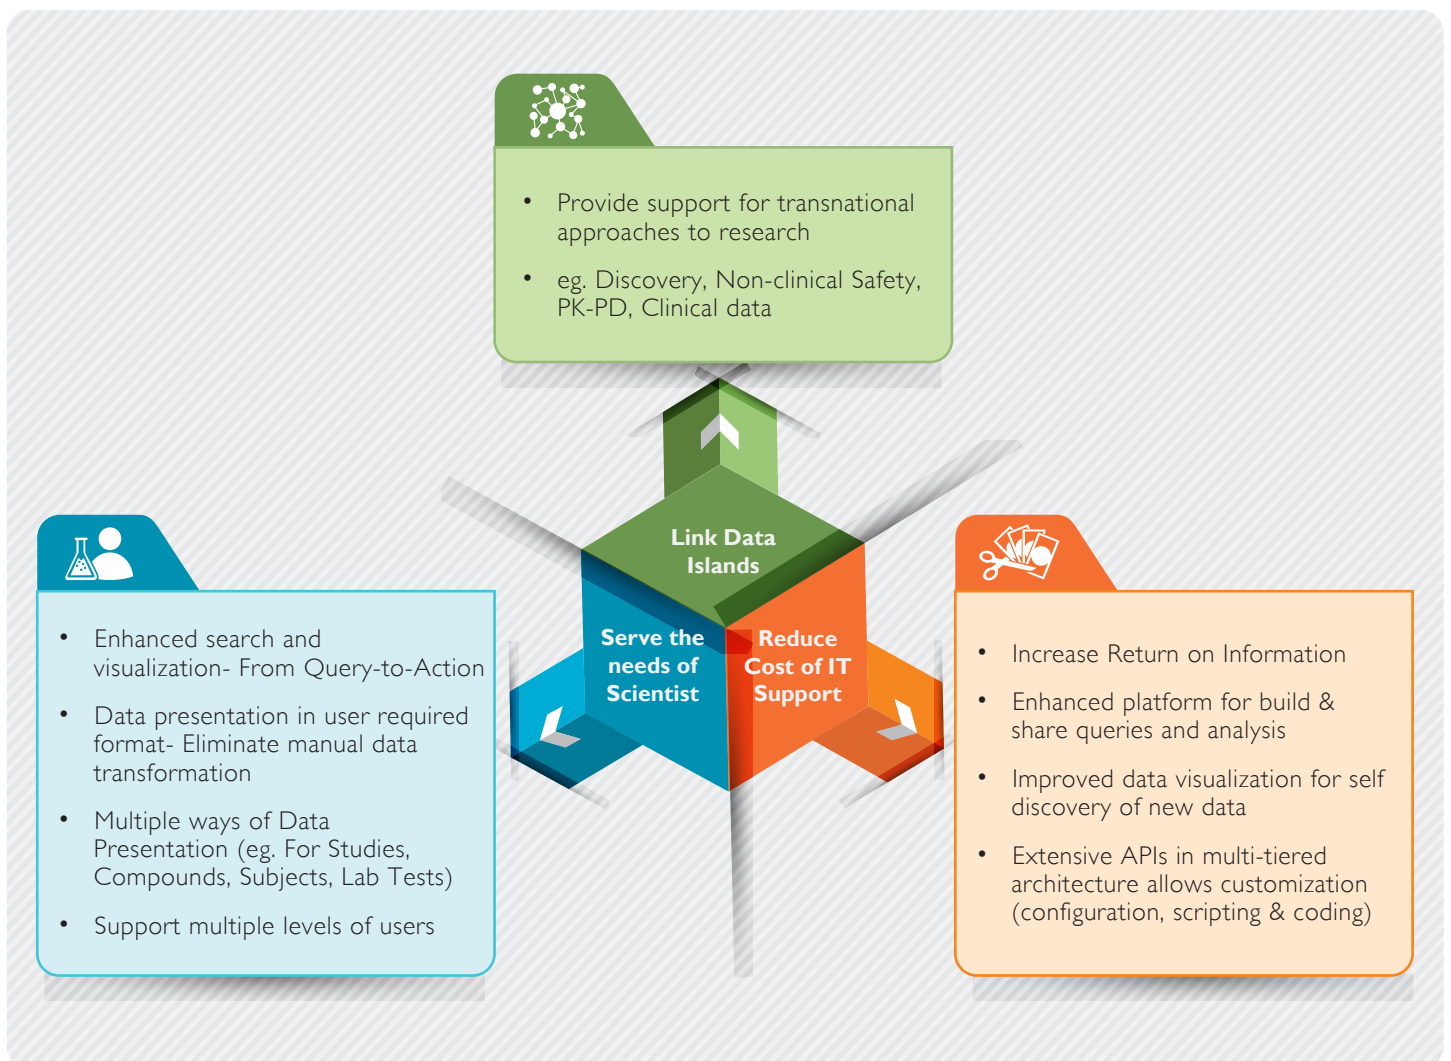 • Provide support for transnational
approaches to research
• eg. Discovery, Non-clinical Safety,
PK-PD, Clinical data
Link Data
Islands
Serve the
needs of
Scientist
Reduce
Cost of IT
Support
• Enhanced search and
visualization- From Query-to-Action
• Data presentation in user required
format- Eliminate manual data
transformation
• Multiple ways of Data
Presentation (eg. For Studies,
Compounds, Subjects, Lab Tests)
• Support multiple levels of users
• Increase Return on Information
• Enhanced platform for build &
share queries and analysis
• Improved data visualization for self
discovery of new data
• Extensive APIs in multi-tiered
architecture allows customization
(configuration, scripting & coding)